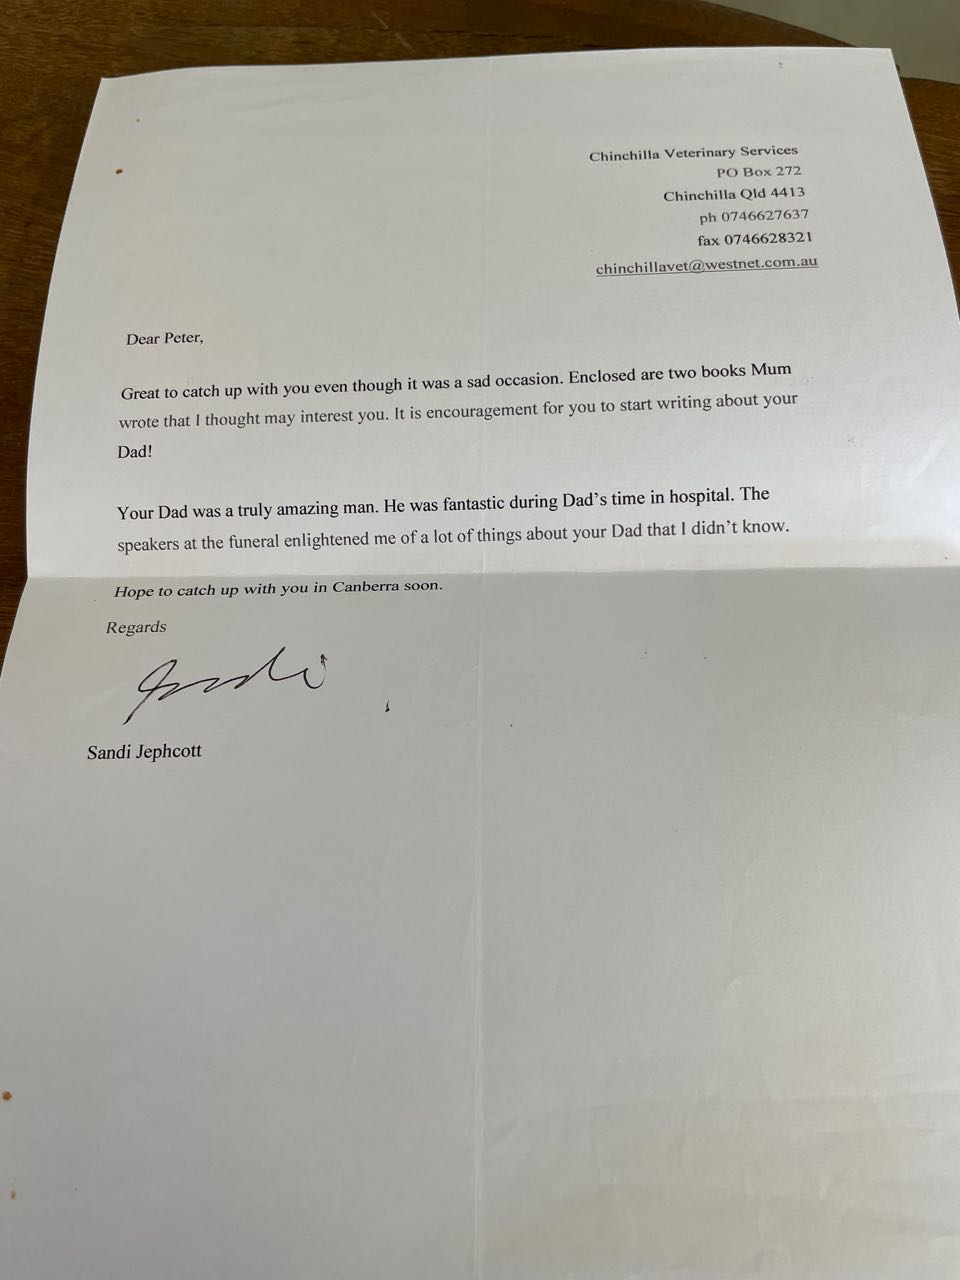 Chinchilla Veterinary Services
PO Box 272
Chinchilla Qld 4413
ph 0746627637
fax 0746628321
chinchillavet@westnet.com.au
Dear Peter,
Great to catch up with you even though it was a sad occasion. Enclosed are two books Mum
wrote that I thought may interest you. It is encouragement for you to start writing about your
Dad!
Your Dad was a truly amazing man. He was fantastic during Dad's time in hospital. The
speakers at the funeral enlightened me of a lot of things about your Dad that I didn't know.
Hope to catch up with you in Canberra soon.
Regards
Sandi
Sandi Jephcott